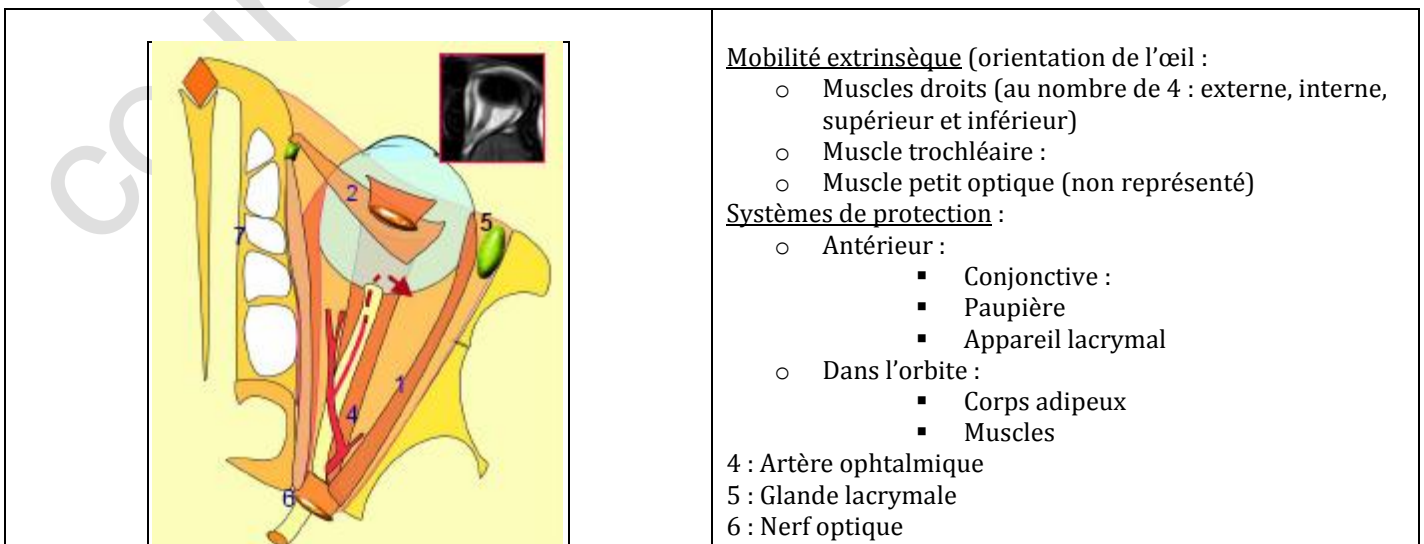 2
5
7
1
4
6
Mobilité extrinsèque (orientation de l’œil :
o Muscles droits (au nombre de 4 : externe, interne,
supérieur et inférieur)
o Muscle trochléaire :
o Muscle petit optique (non représenté)
Systèmes de protection :
o Antérieur :
▪ Conjonctive :
▪ Paupière
▪ Appareil lacrymal
o Dans l’orbite :
▪ Corps adipeux
▪ Muscles
4 : Artère ophtalmique
5 : Glande lacrymale
6 : Nerf optique